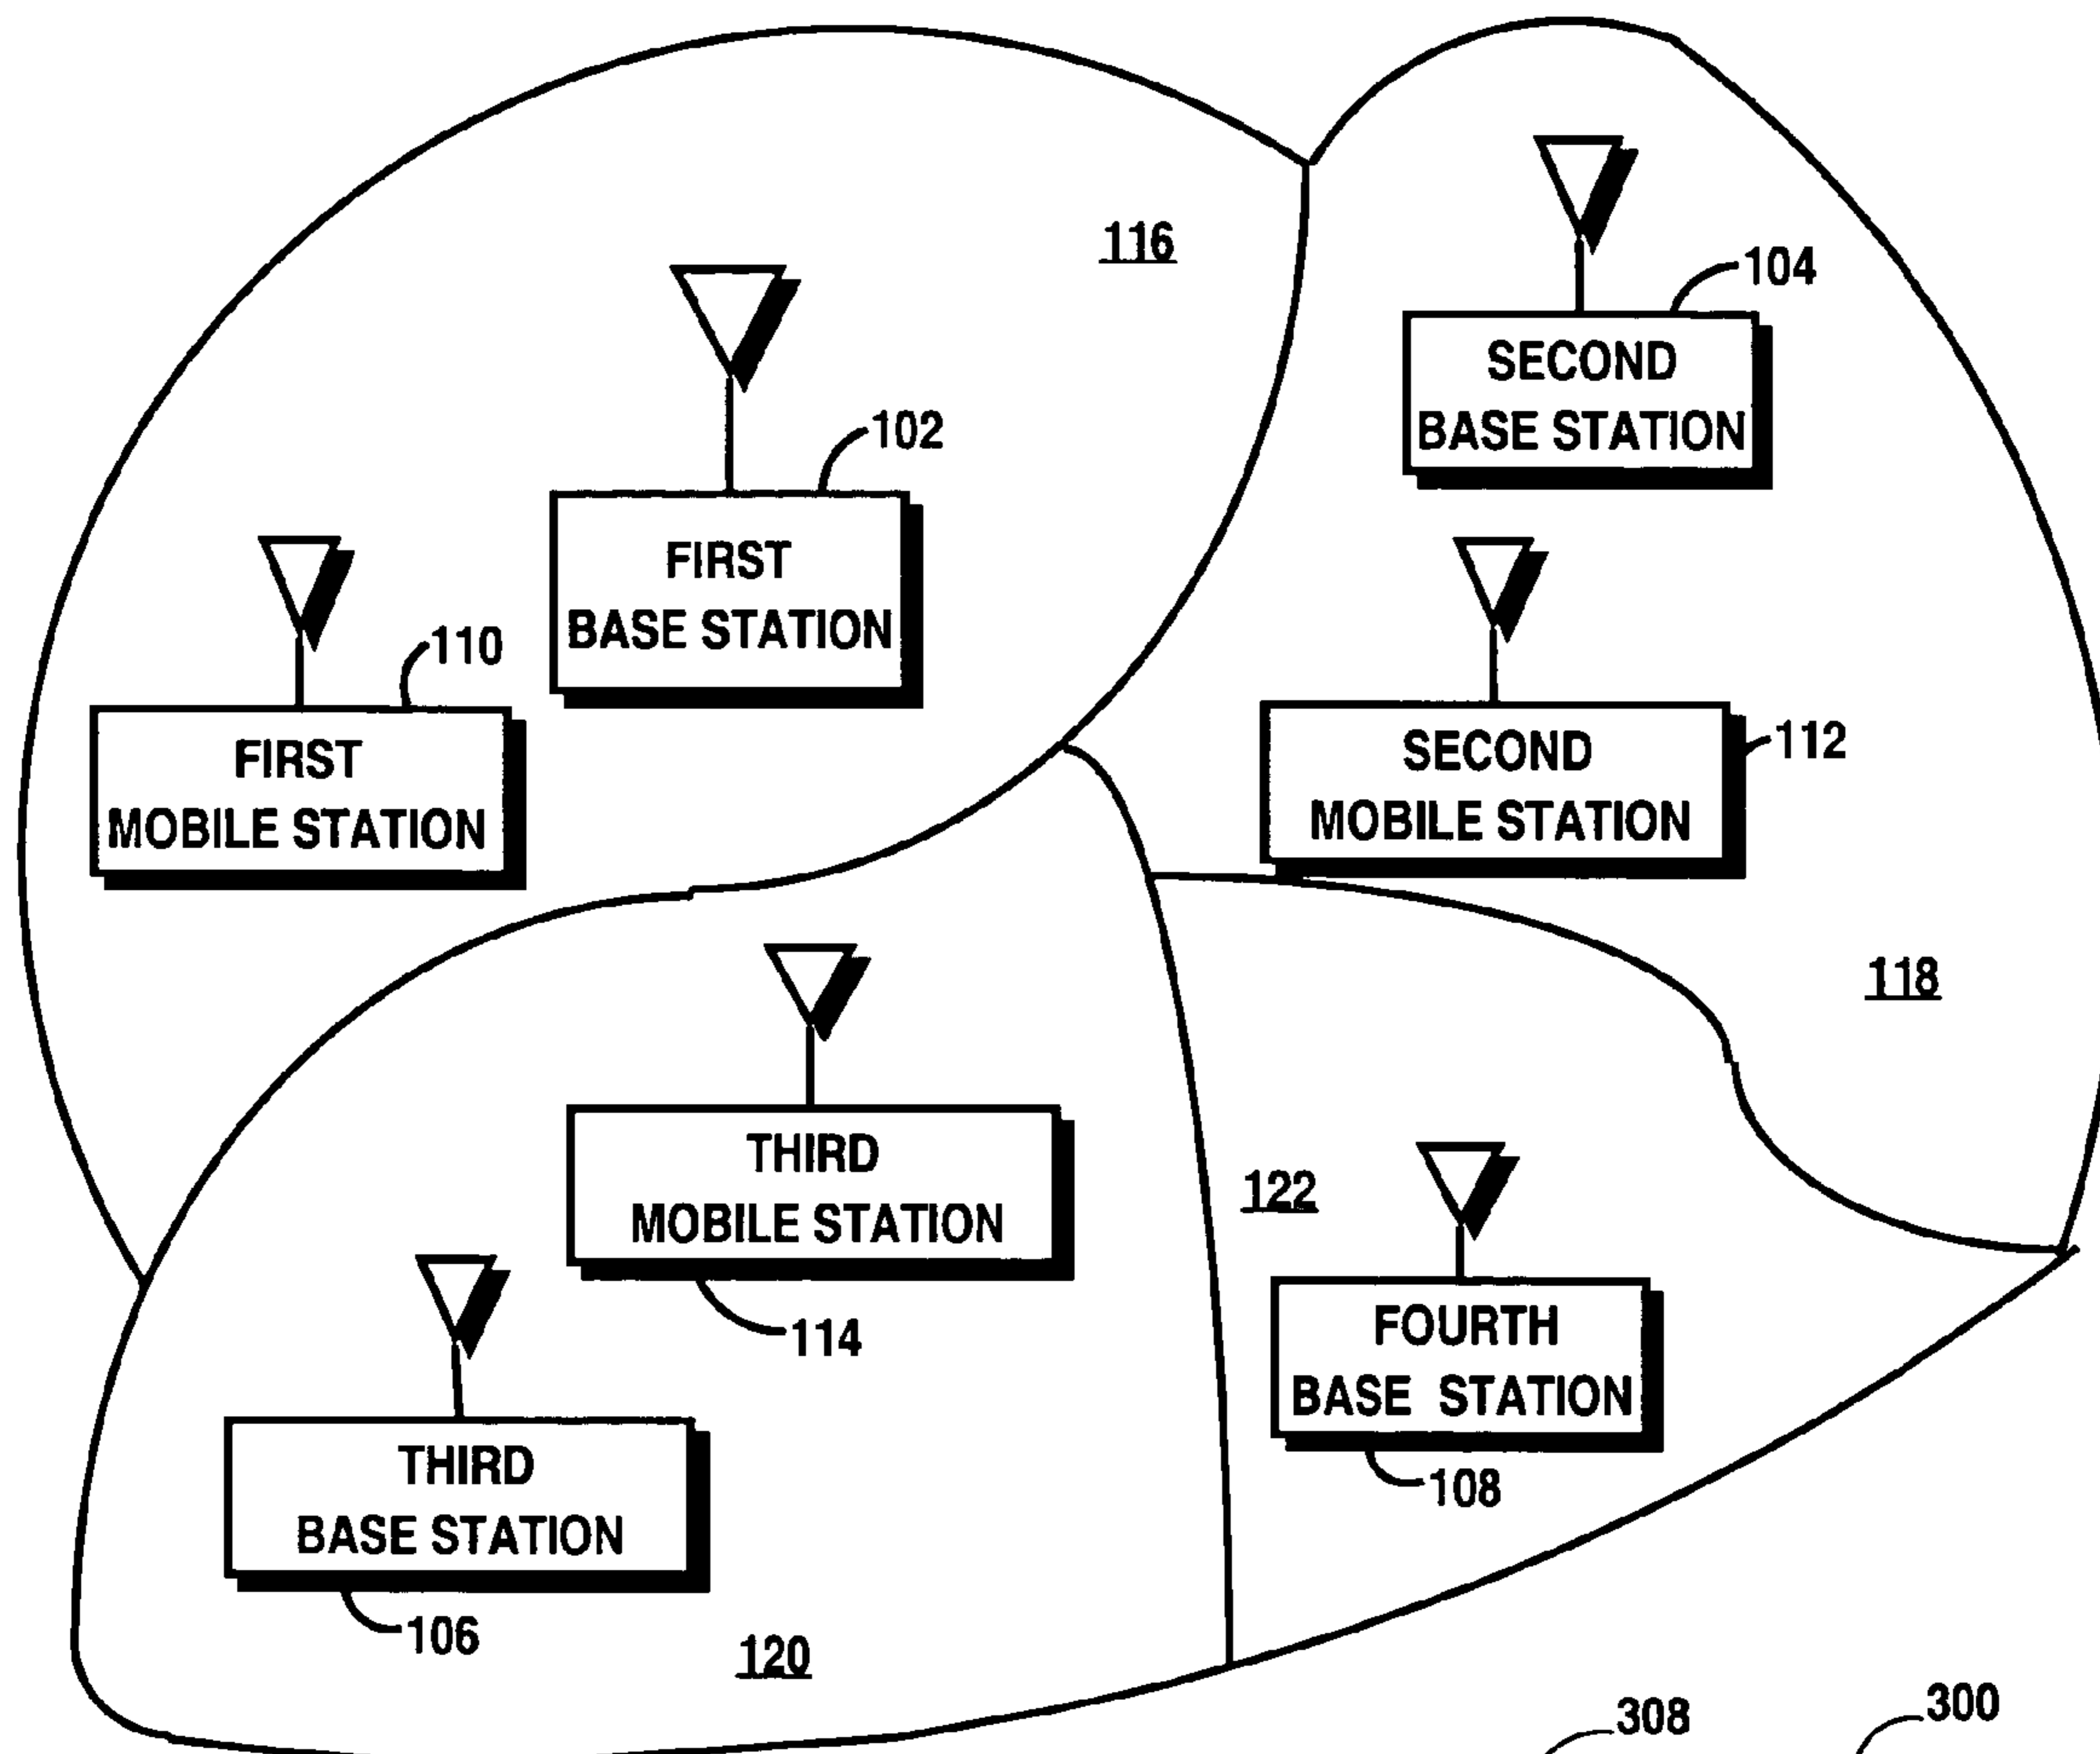 116
104
SECOND
BASE STATION
102
FIRST
BASE STATION
110
FIRST
MOBILE STATION
112
SECOND
MOBILE STATION
118
THIRD
MOBILE STATION
114
122
FOURTH
BASE STATION
108
THIRD
BASE STATION
106
120
308
300